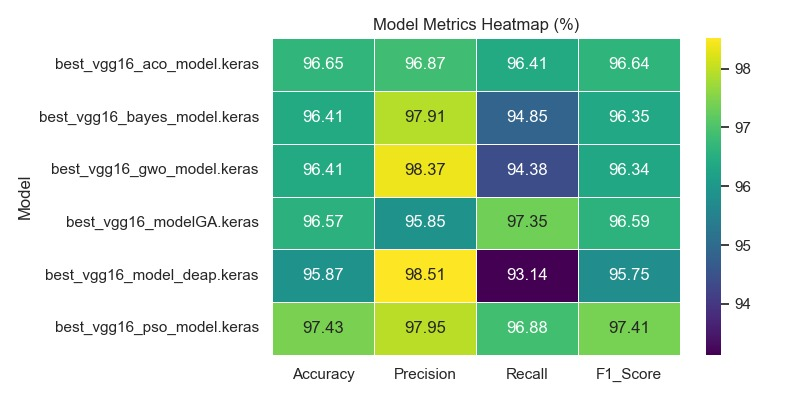 Model Metrics Heatmap (%)
Model
best_vgg16_aco_model.keras 96.65 96.87 96.41 96.64
best_vgg16_bayes_model.keras 96.41 97.91 94.85 96.35
best_vgg16_gwo_model.keras 96.41 98.37 94.38 96.34
best_vgg16_modelGA.keras 96.57 95.85 97.35 96.59
best_vgg16_model_deap.keras 95.87 98.51 93.14 95.75
best_vgg16_pso_model.keras 97.43 97.95 96.88 97.41
Accuracy Precision Recall F1_Score
98
97
96
95
94